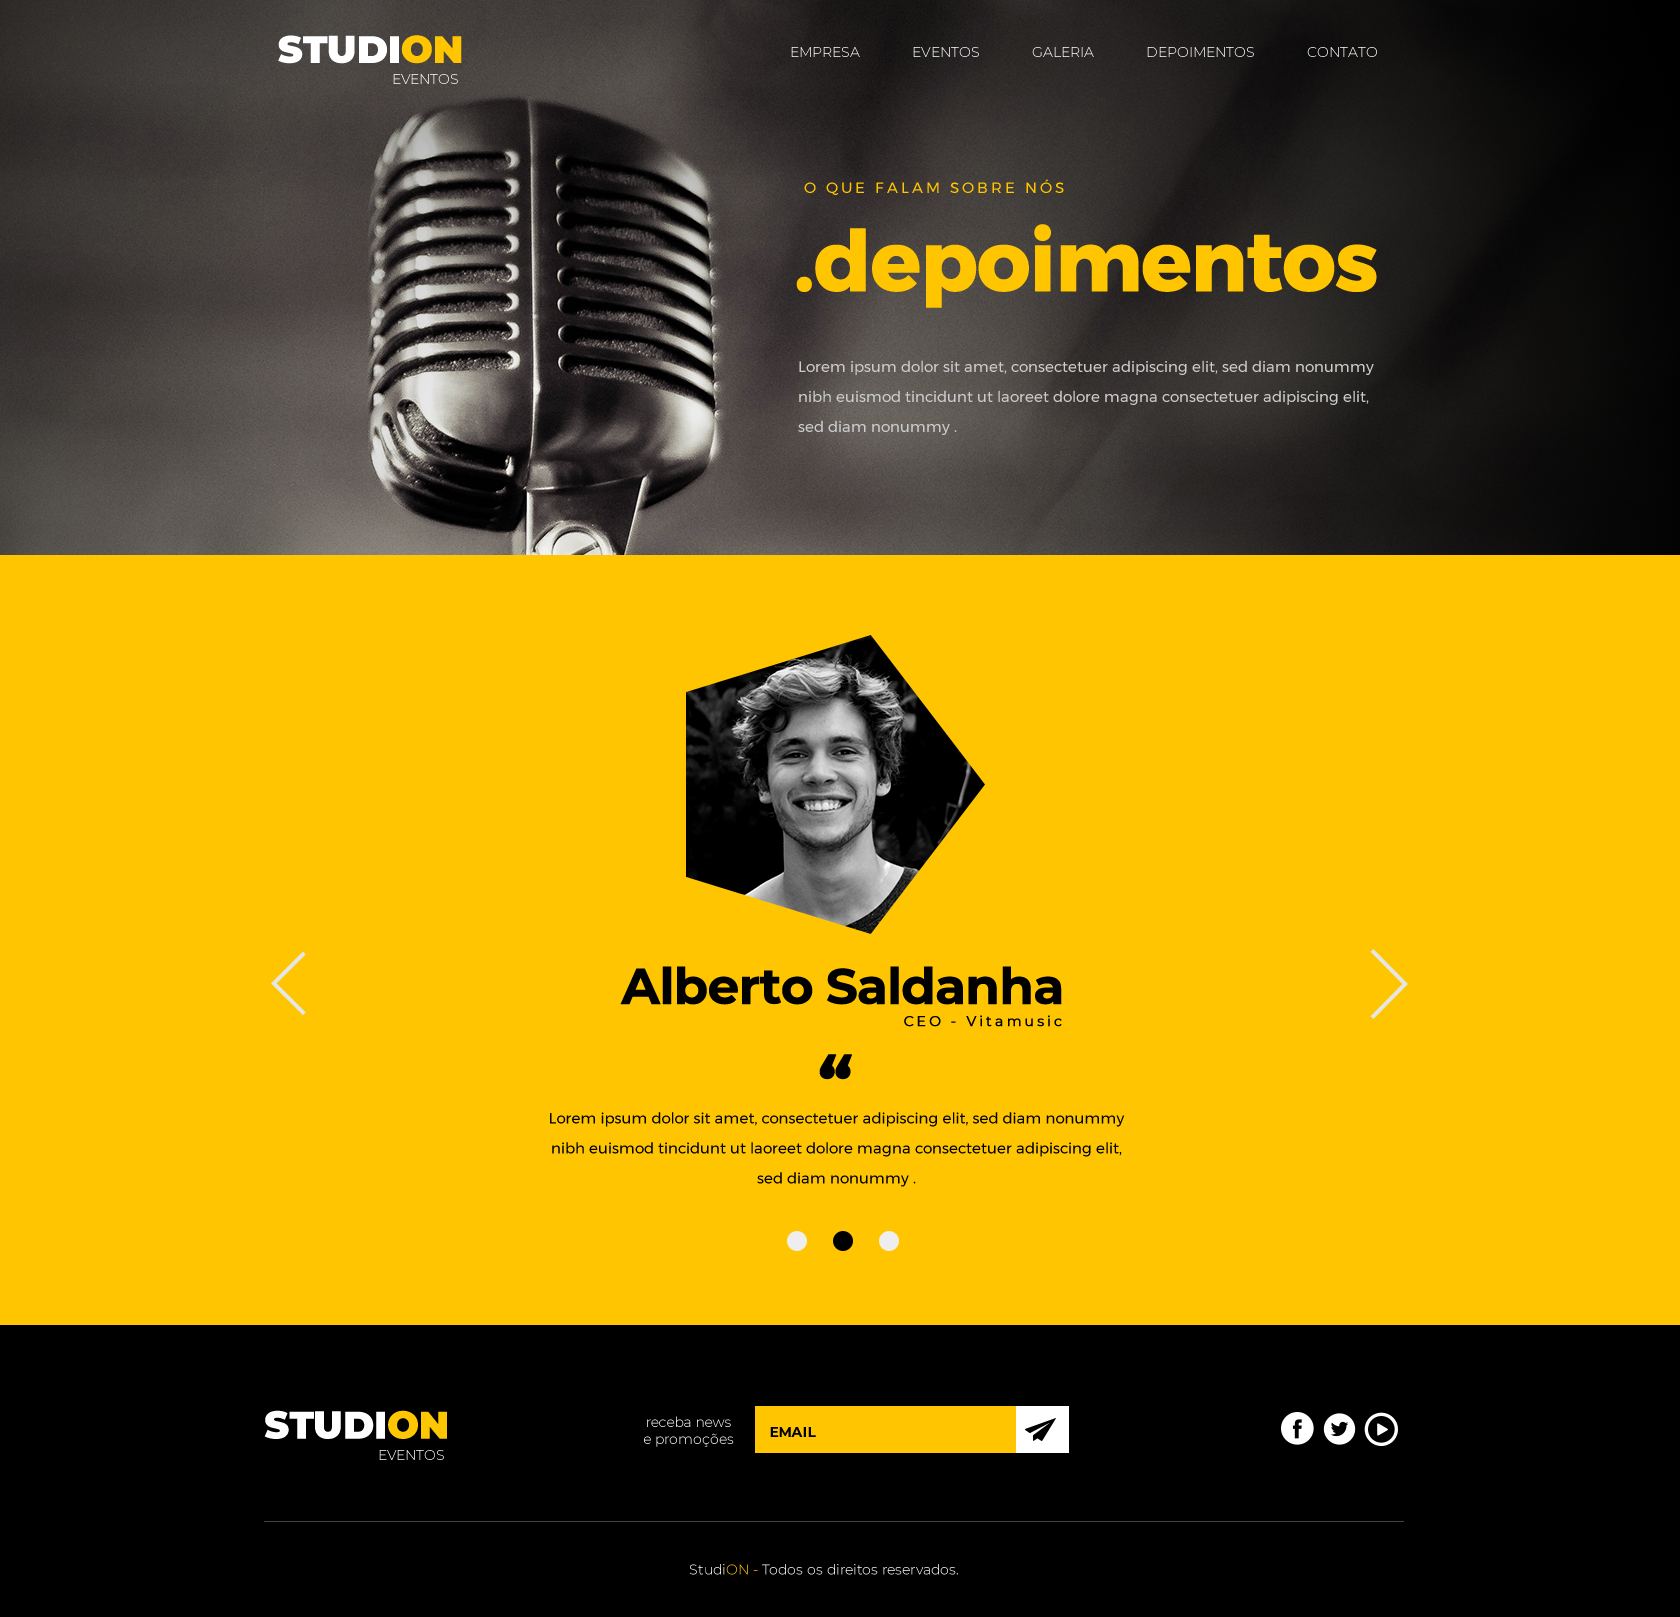 STUDION
EVENTOS
EMPRESA EVENTOS GALERIA DEPOIMENTOS CONTATO
O QUE FALAM SOBRE NÓS
.depoimentos
Lorem ipsum dolor sit amet, consectetuer adipiscing elit, sed diam nonummy
nibh euismod tincidunt ut laoreet dolore magna consectetuer adipiscing elit,
sed diam nonummy .
Alberto Saldanha
CEO - Vitamusic
“
Lorem ipsum dolor sit amet, consectetuer adipiscing elit, sed diam nonummy
nibh euismod tincidunt ut laoreet dolore magna consectetuer adipiscing elit,
sed diam nonummy .
STUDION
EVENTOS
receba news
e promoções
EMAIL
StudiON - Todos os direitos reservados.